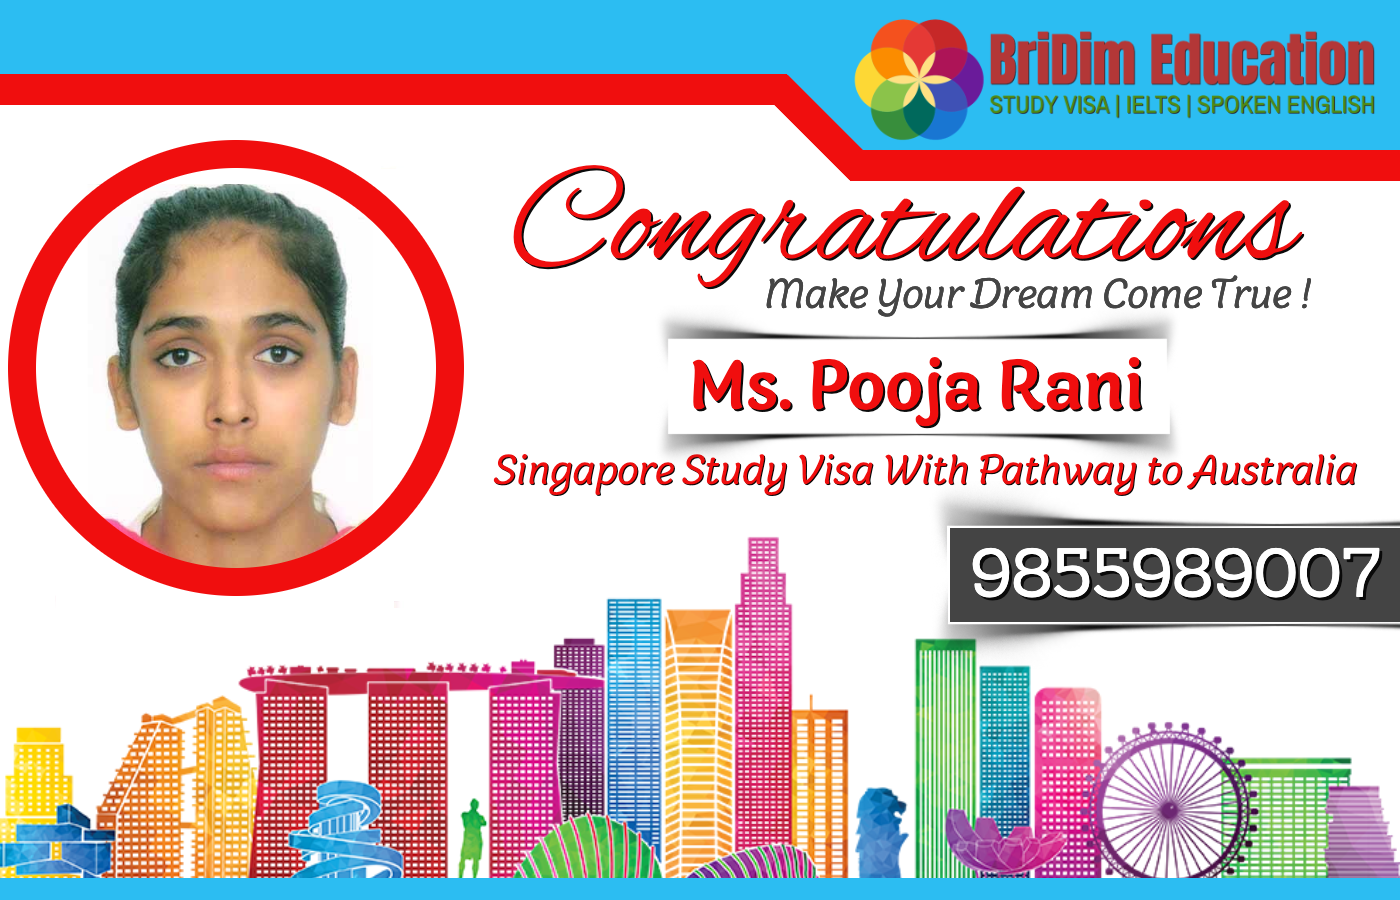 BriDim Education
STUDY VISA | IELTS | SPOKEN ENGLISH
Congratulations
Make Your Dream Come True !
Ms. Pooja Rani
Singapore Study Visa With Pathway to Australia
9855989007